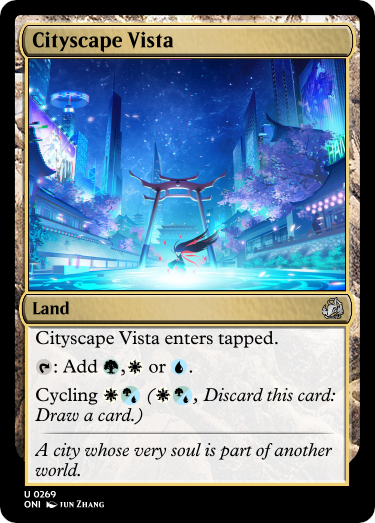 Cityscape Vista
Land
Cityscape Vista enters tapped.
: Add , or .
Cycling ( , Discard this card:
Draw a card.)
A city whose very soul is part of another
world.
U 0269
ONI JUN ZHANG